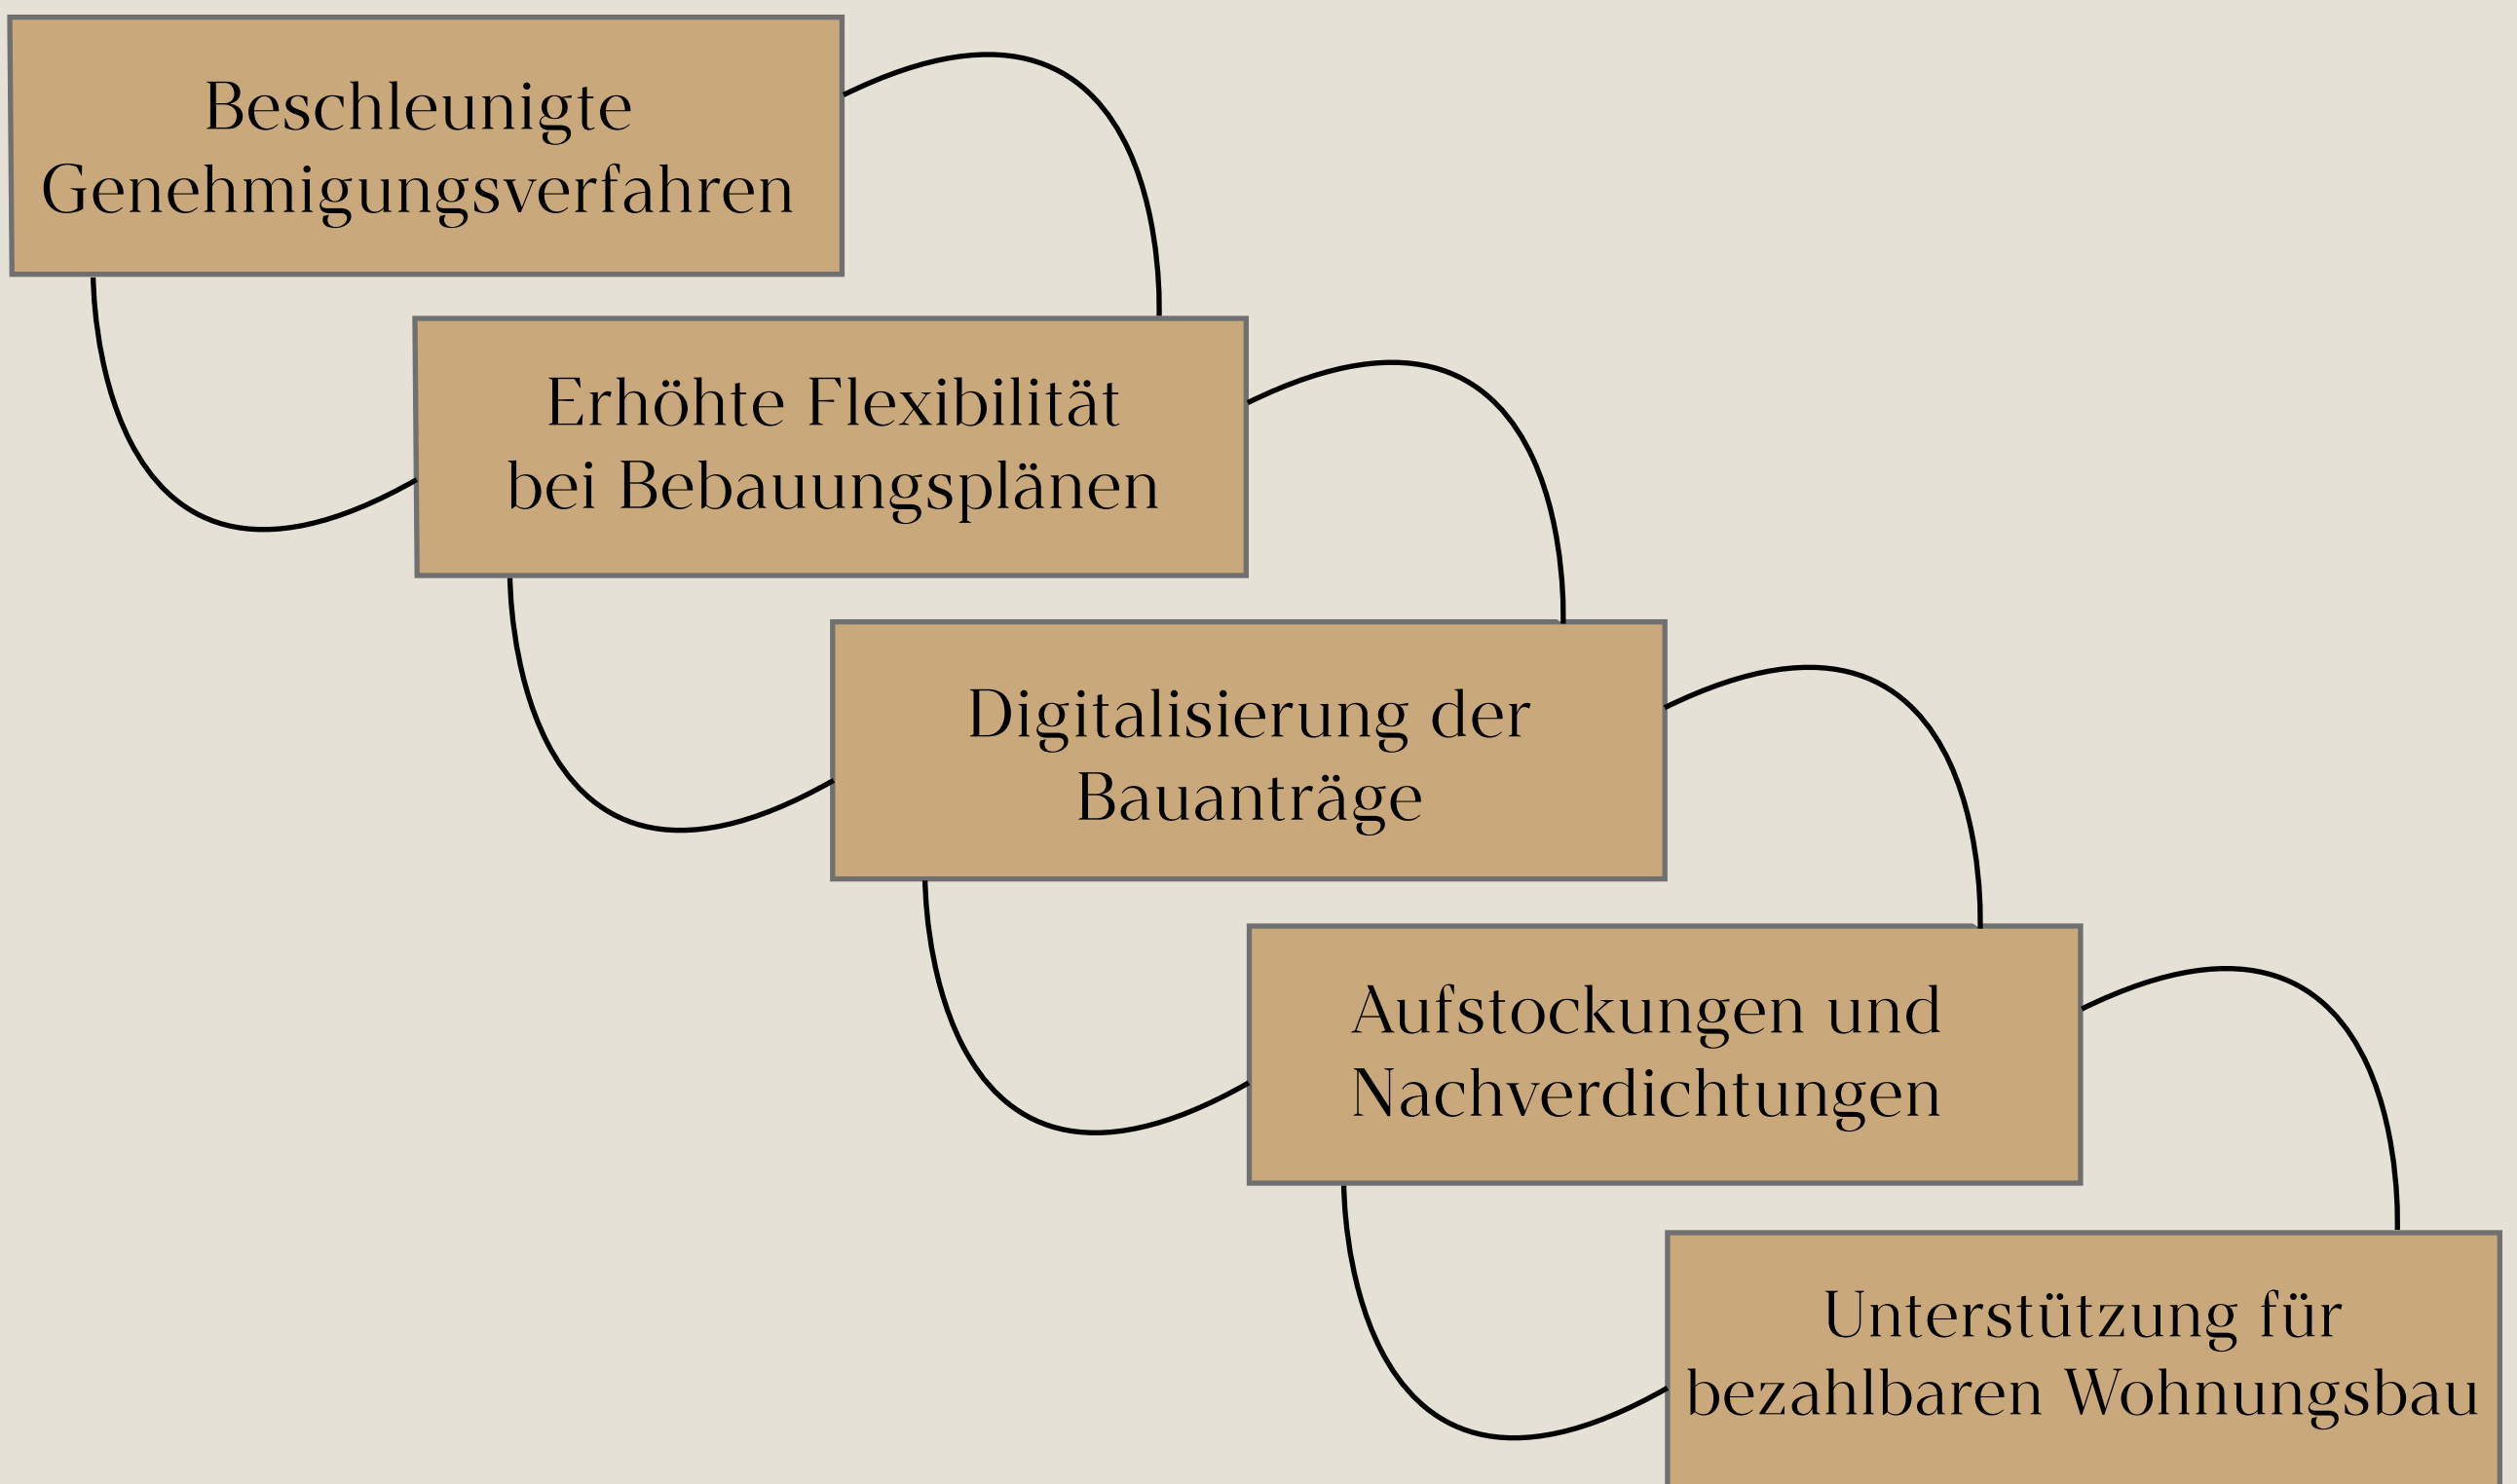 Beschleunigte
Genehmigungsverfahren
Erhöhte Flexibilität
bei Bebauungsplänen
Digitalisierung der
Bauanträge
Aufstockungen und
Nachverdichtungen
Unterstützung für
bezahlbaren Wohnungsbau